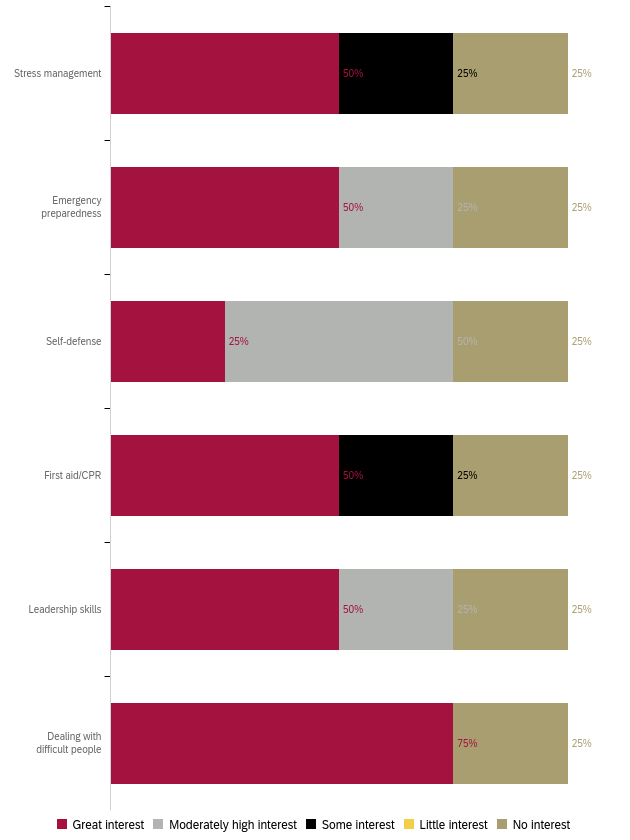 Stress management
50%
25%
25%
Emergency
preparedness
50%
25%
25%
Self-defense
25%
50%
25%
First aid/CPR
50%
25%
25%
Leadership skills
50%
25%
25%
Dealing with
difficult people
75%
25%
Great interest Moderately high interest Some interest Little interest No interest